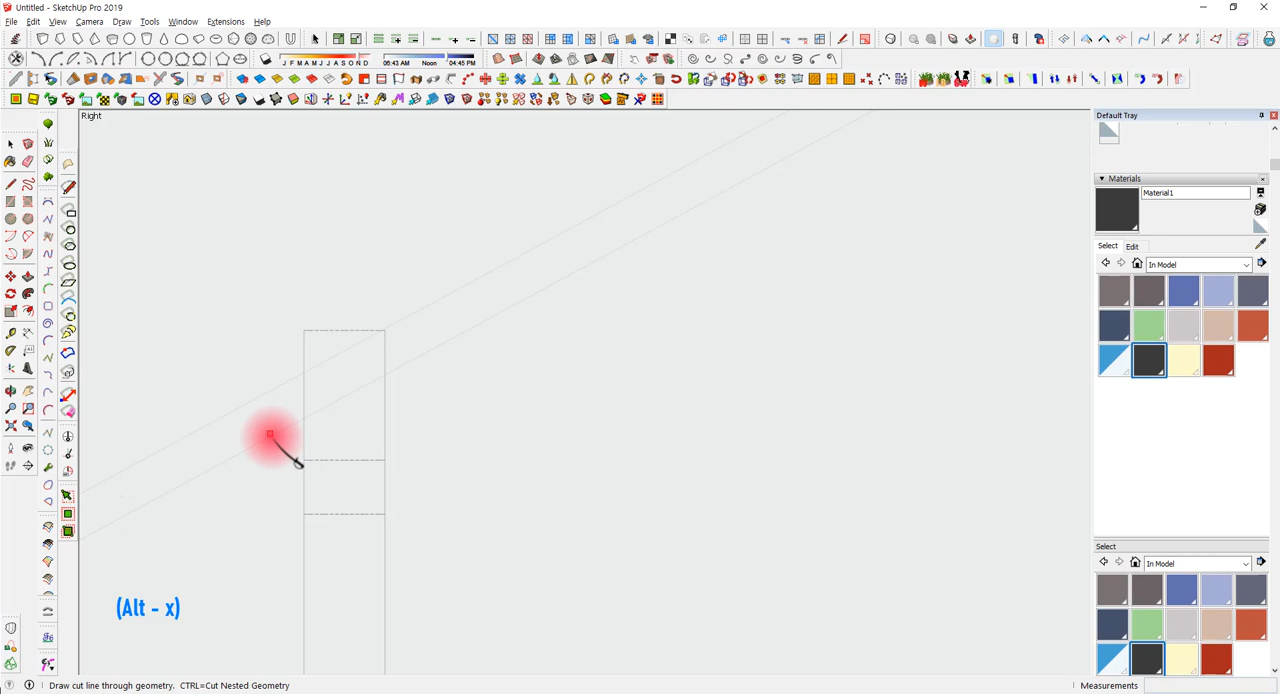 Untitled - SketchUp Pro 2019
File Edit View Camera Draw Tools Window Extensions Help
J F M A M J J A S O N D
06:43 AM Noon 04:45 PM
Right
Default Tray
Materials
Material1
Select Edit
In Model
Select
In Model
(Alt - x)
Draw cut line through geometry. CTRL=Cut Nested Geometry
Measurements